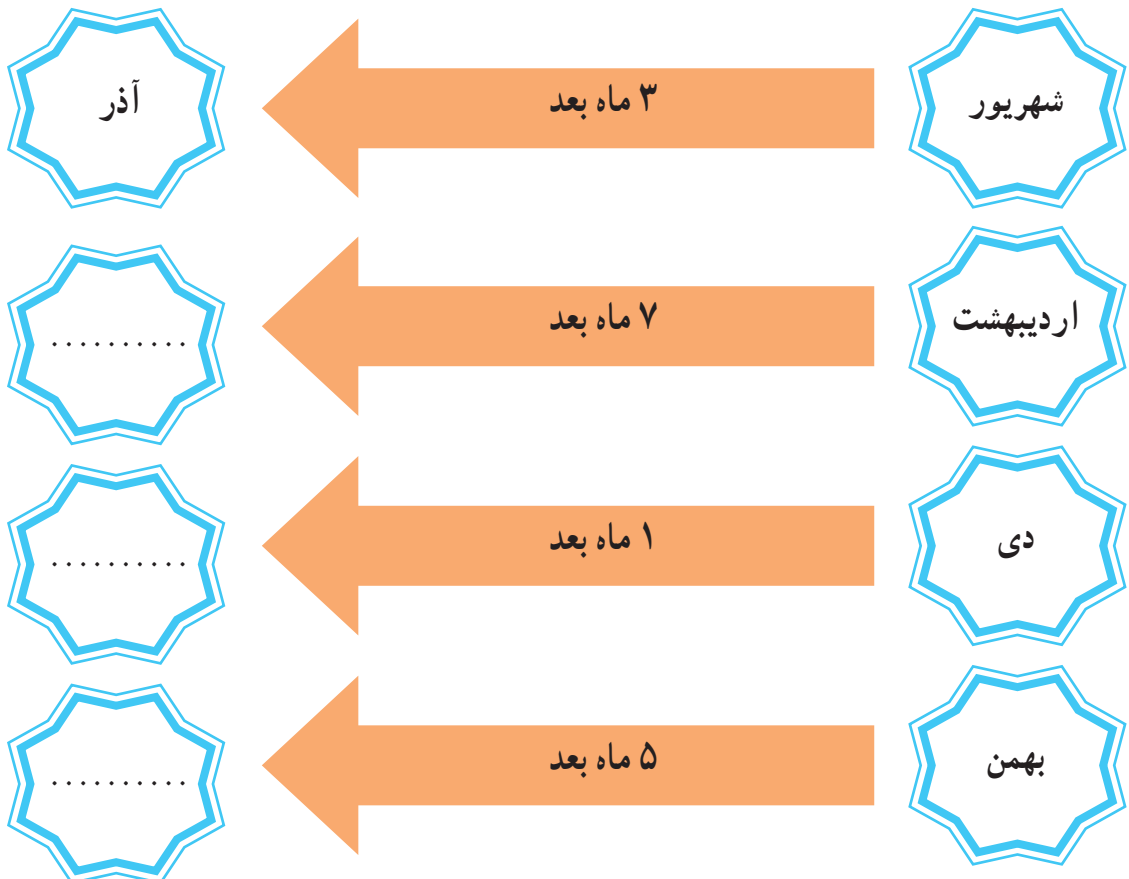 شهریور
۳ ماه بعد
آذر
اردیبهشت
۷ ماه بعد
..........
دی
۱ ماه بعد
..........
بهمن
۵ ماه بعد
..........